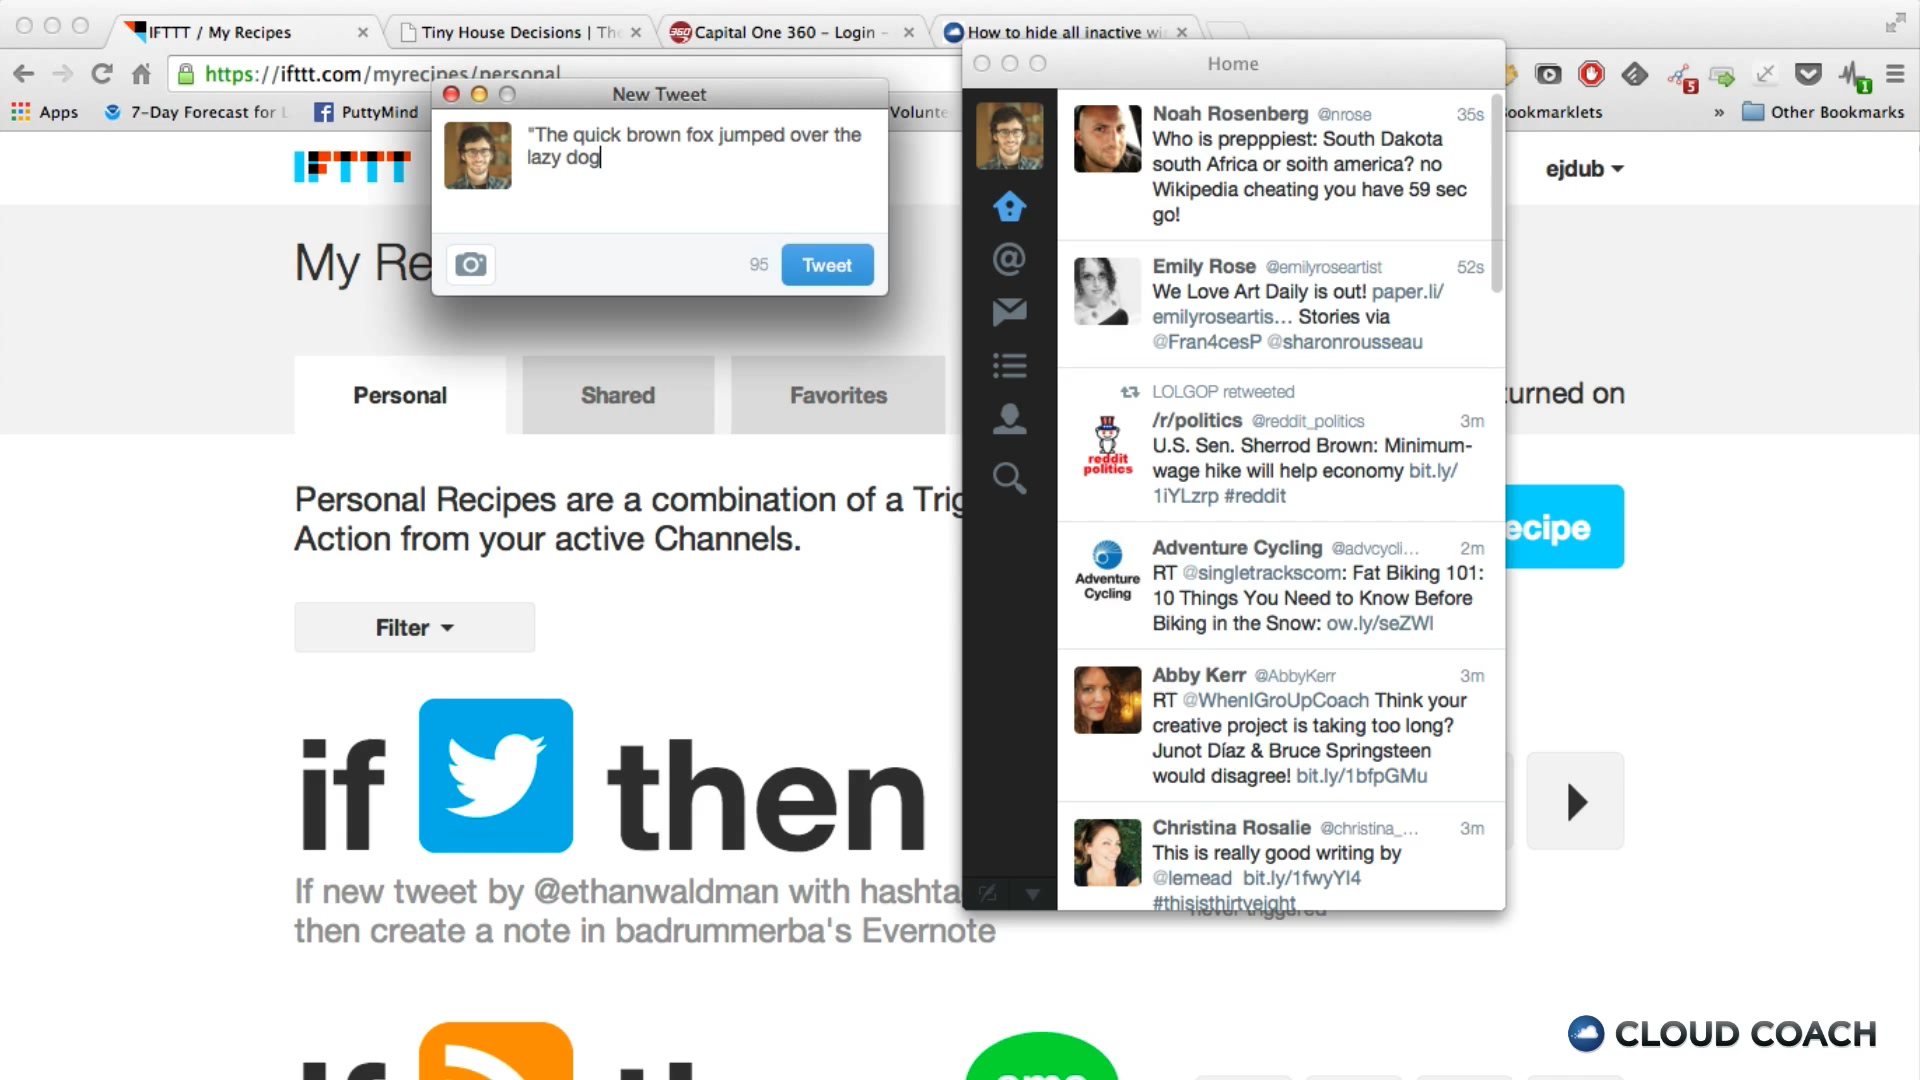 IFTTT / My Recipes
Tiny House Decisions | The
Capital One 360 - Login -
How to hide all inactive wi
https://ifttt.com/myrecipes/personal
Apps
7-Day Forecast for L
PuttyMind
Volunte
ookmarklets
»
Other Bookmarks
5
1
New Tweet
"The quick brown fox jumped over the
lazy dog
95
Tweet
IFTTT
ejdub
My Re
Personal
Shared
Favorites
turned on
Personal Recipes are a combination of a Trig
Action from your active Channels.
ecipe
Filter
if then
If new tweet by @ethanwaldman with hashta
then create a note in badrummerba's Evernote
never triggered
Home
Noah Rosenberg @nrose 35s
Who is prepppiest: South Dakota
south Africa or soith america? no
Wikipedia cheating you have 59 sec
go!
Emily Rose @emilyroseartist 52s
We Love Art Daily is out! paper.li/
emilyroseartis... Stories via
@Fran4cesP @sharonrousseau
LOLGOP retweeted
/r/politics @reddit_politics 3m
reddit
politics
U.S. Sen. Sherrod Brown: Minimum-
wage hike will help economy bit.ly/
1iYLzrp #reddit
Adventure Cycling @advcycli... 2m
Adventure
Cycling
RT @singletrackscom: Fat Biking 101:
10 Things You Need to Know Before
Biking in the Snow: ow.ly/seZWl
Abby Kerr @AbbyKerr 3m
RT @WhenIGroUpCoach Think your
creative project is taking too long?
Junot Díaz & Bruce Springsteen
would disagree! bit.ly/1bfpGMu
Christina Rosalie @christina_... 3m
This is really good writing by
@lemead bit.ly/1fwyYI4
#thisisthirtyeight
CLOUD COACH